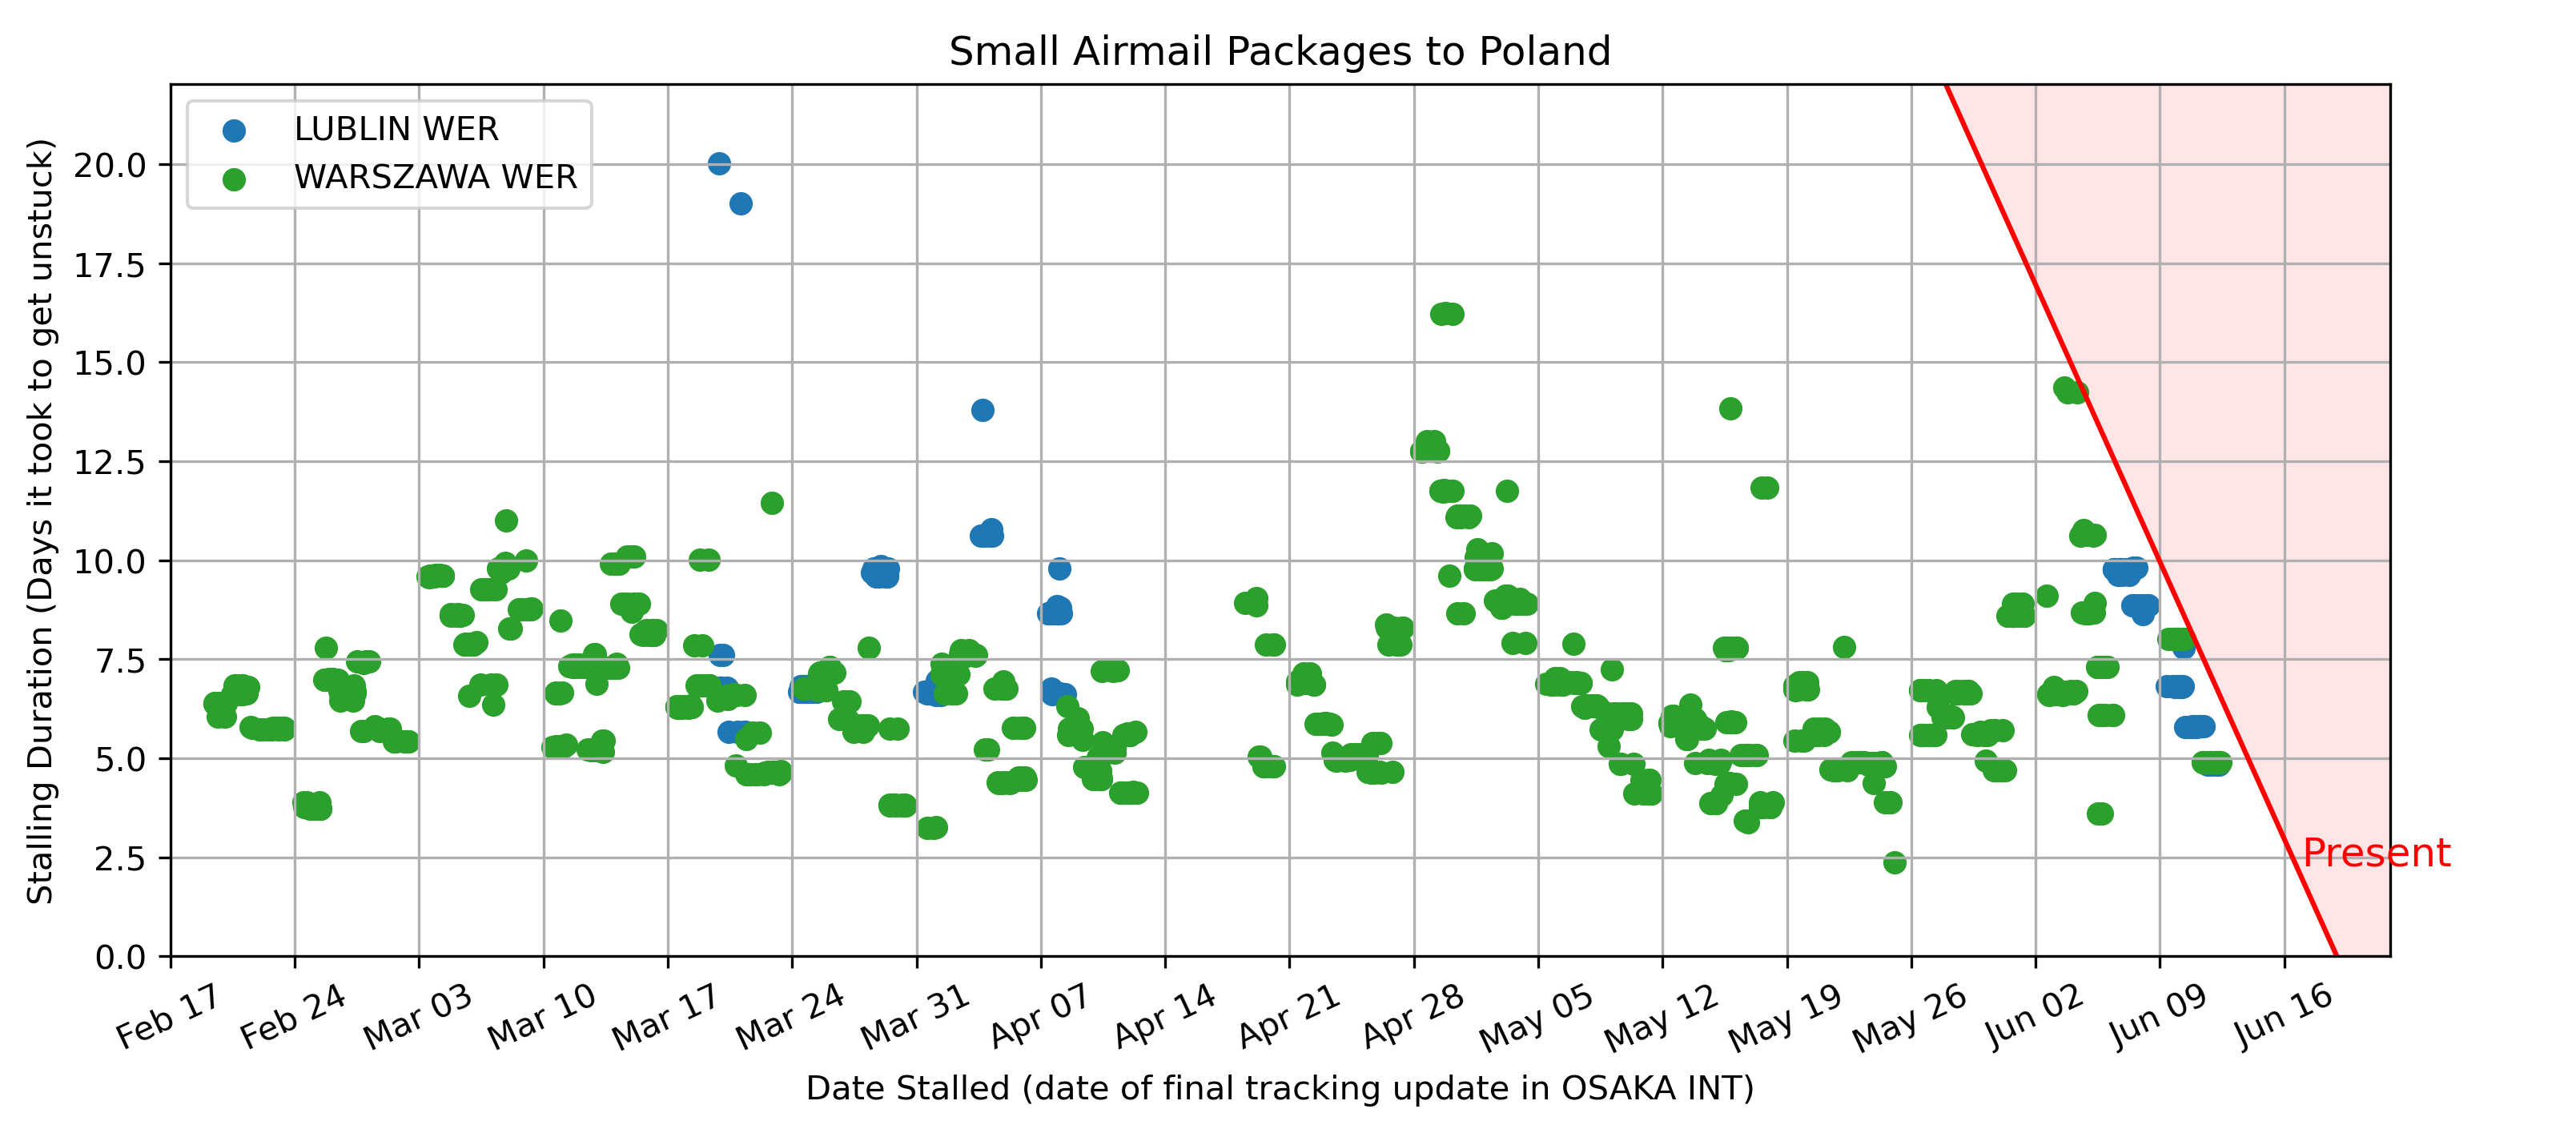 Small Airmail Packages to Poland
LUBLIN WER
WARSZAWA WER
Stalling Duration (Days it took to get unstuck)
20.0
17.5
15.0
12.5
10.0
7.5
5.0
2.5
0.0
Present
Feb 17
Feb 24
Mar 03
Mar 10
Mar 17
Mar 24
Mar 31
Apr 07
Apr 14
Apr 21
Apr 28
May 05
May 12
May 19
May 26
Jun 02
Jun 09
Jun 16
Date Stalled (date of final tracking update in OSAKA INT)